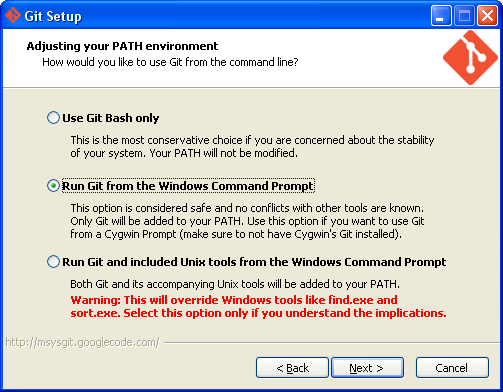 Git Setup
Adjusting your PATH environment
How would you like to use Git from the command line?
Use Git Bash only
This is the most conservative choice if you are concerned about the stability
of your system. Your PATH will not be modified.
Run Git from the Windows Command Prompt
This option is considered safe and no conflicts with other tools are known.
Only Git will be added to your PATH. Use this option if you want to use Git
from a Cygwin Prompt (make sure to not have Cygwin's Git installed).
Run Git and included Unix tools from the Windows Command Prompt
Both Git and its accompanying Unix tools will be added to your PATH.
Warning: This will override Windows tools like find.exe and
sort.exe. Select this option only if you understand the implications.
http://msysgit.googlecode.com/
< Back Next > Cancel